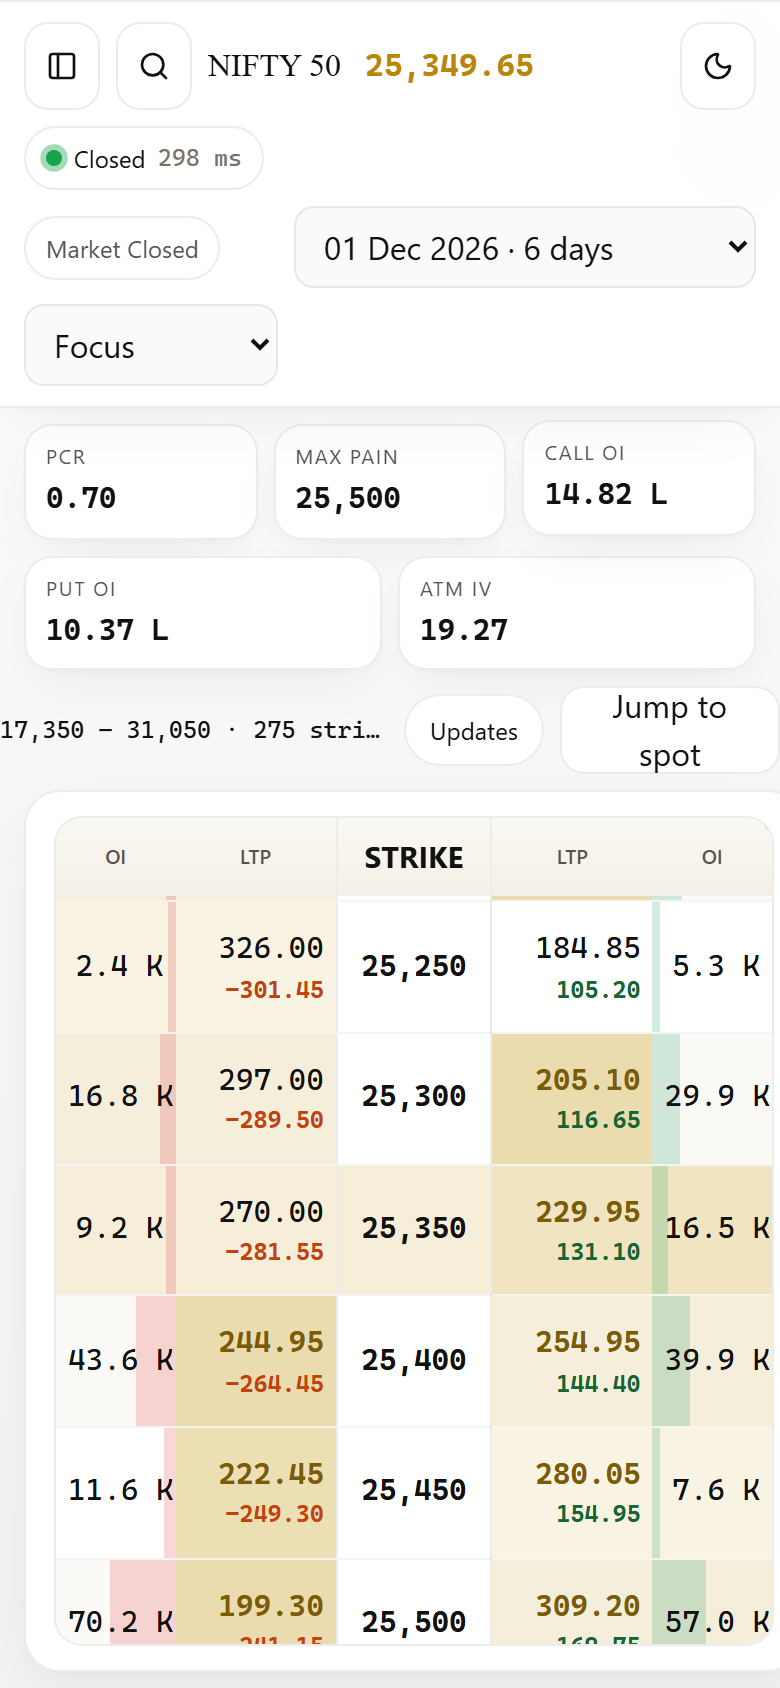 NIFTY 50 25,349.65
Closed 298 ms
Market Closed 01 Dec 2026 · 6 days
Focus
PCR MAX PAIN CALL OI
0.70 25,500 14.82 L
PUT OI ATM IV
10.37 L 19.27
17,350 – 31,050 · 275 stri… Updates Jump to
spot
OI LTP STRIKE LTP OI
2.4 K 326.00 25,250 184.85 5.3 K
−301.45 105.20
16.8 K 297.00 25,300 205.10 29.9 K
−289.50 116.65
9.2 K 270.00 25,350 229.95 16.5 K
−281.55 131.10
43.6 K 244.95 25,400 254.95 39.9 K
−264.45 144.40
11.6 K 222.45 25,450 280.05 7.6 K
−249.30 154.95
70.2 K 199.30 25,500 309.20 57.0 K